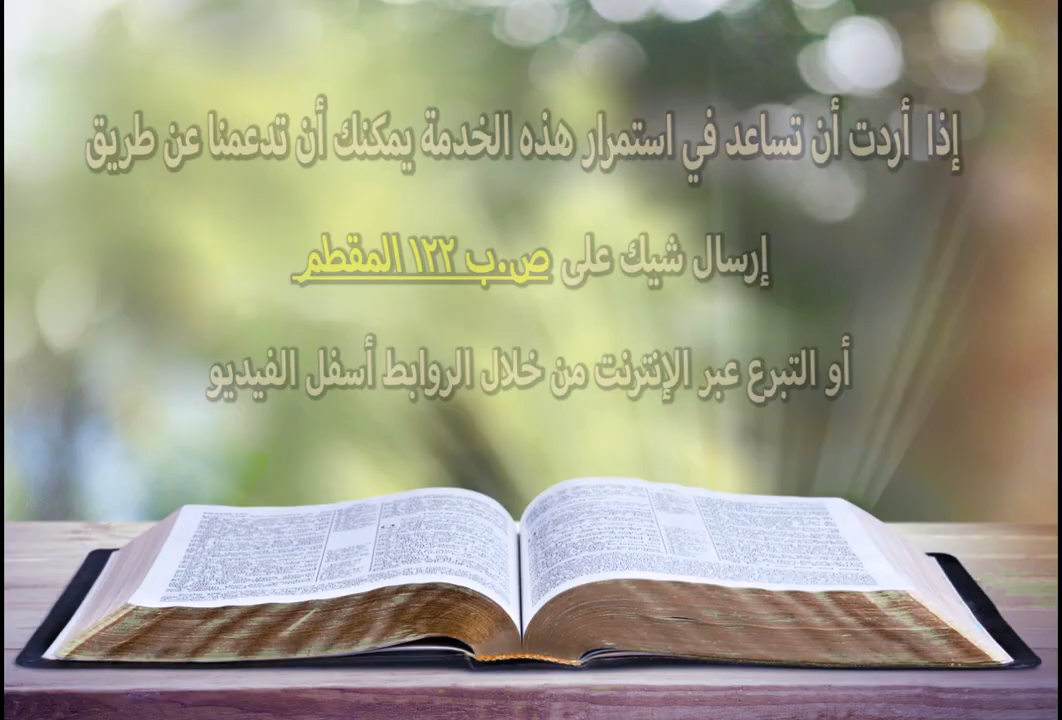 إذا أردت أن تساعد في استمرار هذه الخدمة يمكنك أن تدعمنا عن طريق
إرسال شيك على ص.ب ١٢٢ المقطم
أو التبرع عبر الإنترنت من خلال الروابط أسفل الفيديو